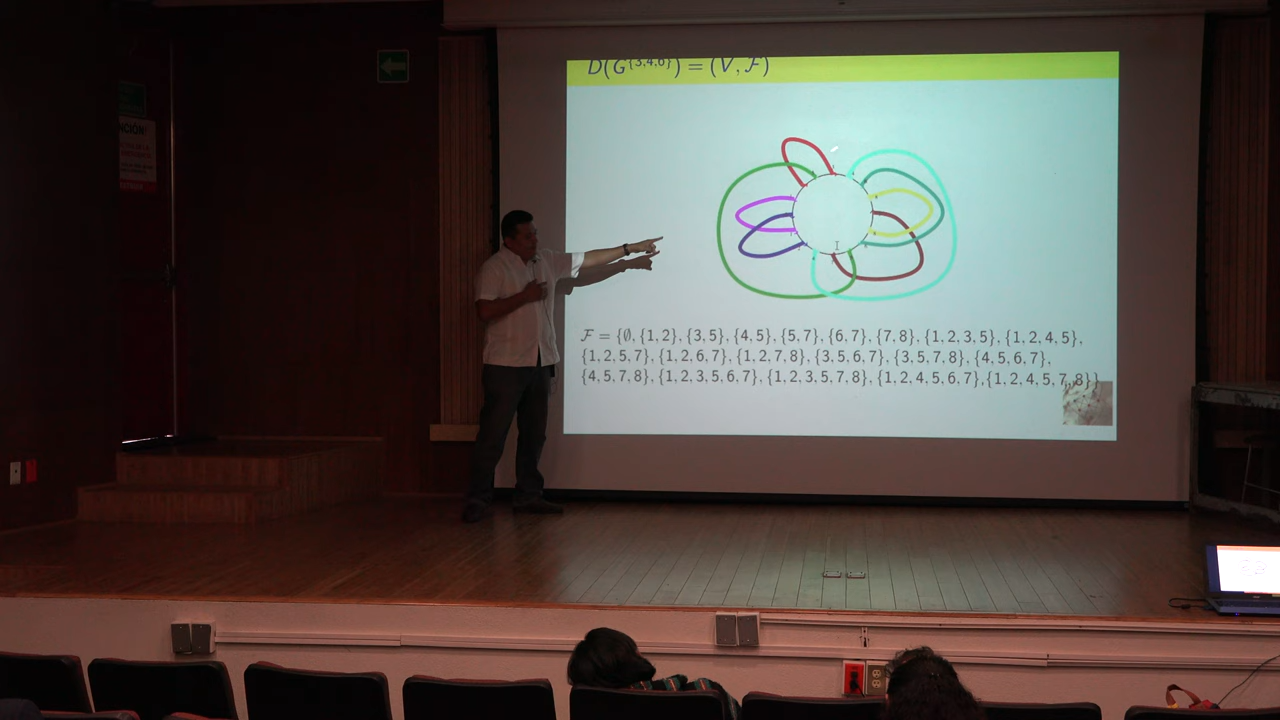 D(G^{3,4,6}) = (V, F)
NCIÓN
F = {∅, {1, 2}, {3, 5}, {4, 5}, {5, 7}, {6, 7}, {7, 8}, {1, 2, 3, 5}, {1, 2, 4, 5},
{1, 2, 5, 7}, {1, 2, 6, 7}, {1, 2, 7, 8}, {3, 5, 6, 7}, {3, 5, 7, 8}, {4, 5, 6, 7},
{4, 5, 7, 8}, {1, 2, 3, 5, 6, 7}, {1, 2, 3, 5, 7, 8}, {1, 2, 4, 5, 6, 7},{1, 2, 4, 5, 7, 8}}